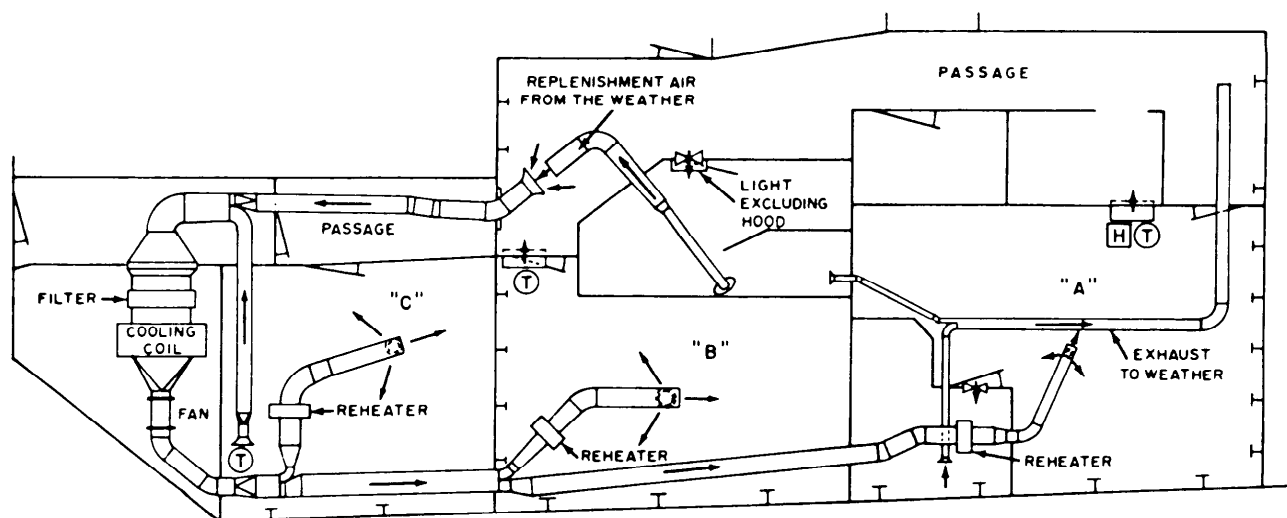 PASSAGE
REPLENISHMENT AIR
FROM THE WEATHER
LIGHT
EXCLUDING
HOOD
PASSAGE
H
T
T
FILTER
"C"
"A"
COOLING
COIL
"B"
EXHAUST
TO WEATHER
FAN
REHEATER
T
REHEATER
REHEATER